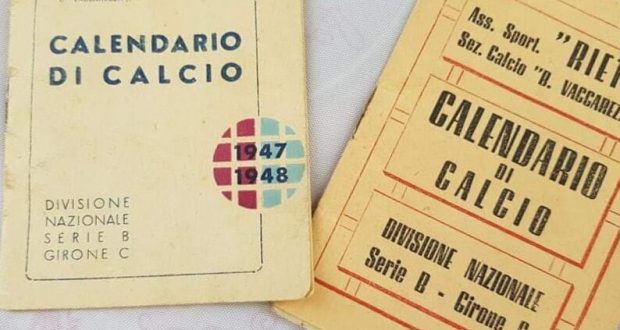 CALENDARIO
DI CALCIO
1947
1948
DIVISIONE
NAZIONALE
SERIE B
GIRONE C
Ass. Sport. "RIET
Sez. Calcio "B. VACCAREZ
CALENDARIO
DI
CALCIO
DIVISIONE NAZIONALE
Serie B - Girone C